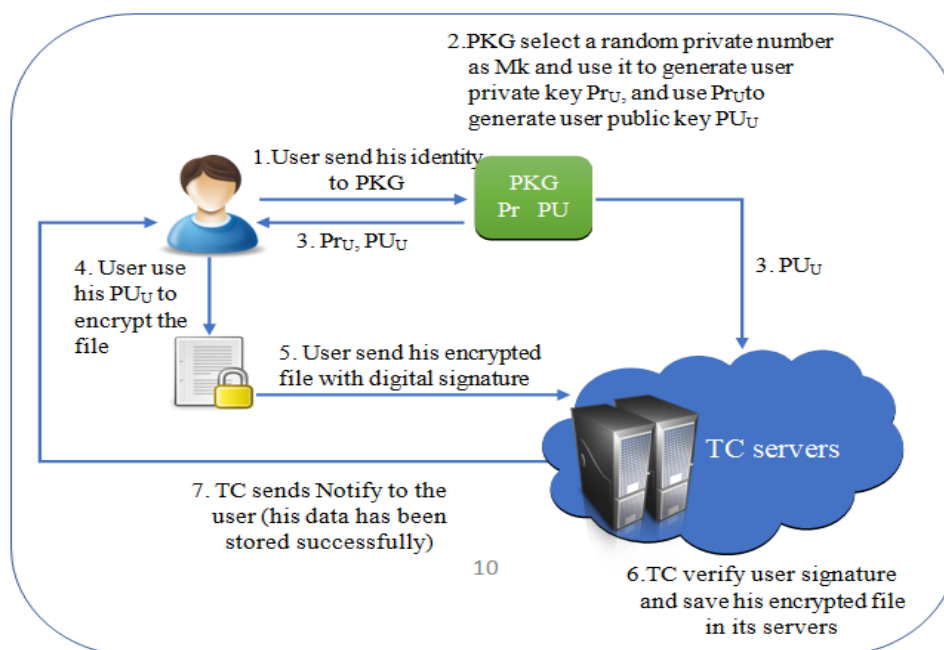 2.PKG select a random private number
as Mk and use it to generate user
private key PrU, and use PrUto
generate user public key PUU
1.User send his identity
to PKG
PKG
Pr PU
3. PrU, PUU
3. PUU
4. User use
his PUU to
encrypt the
file
5. User send his encrypted
file with digital signature
TC servers
7. TC sends Notify to the
user (his data has been
stored successfully)
10
6.TC verify user signature
and save his encrypted file
in its servers